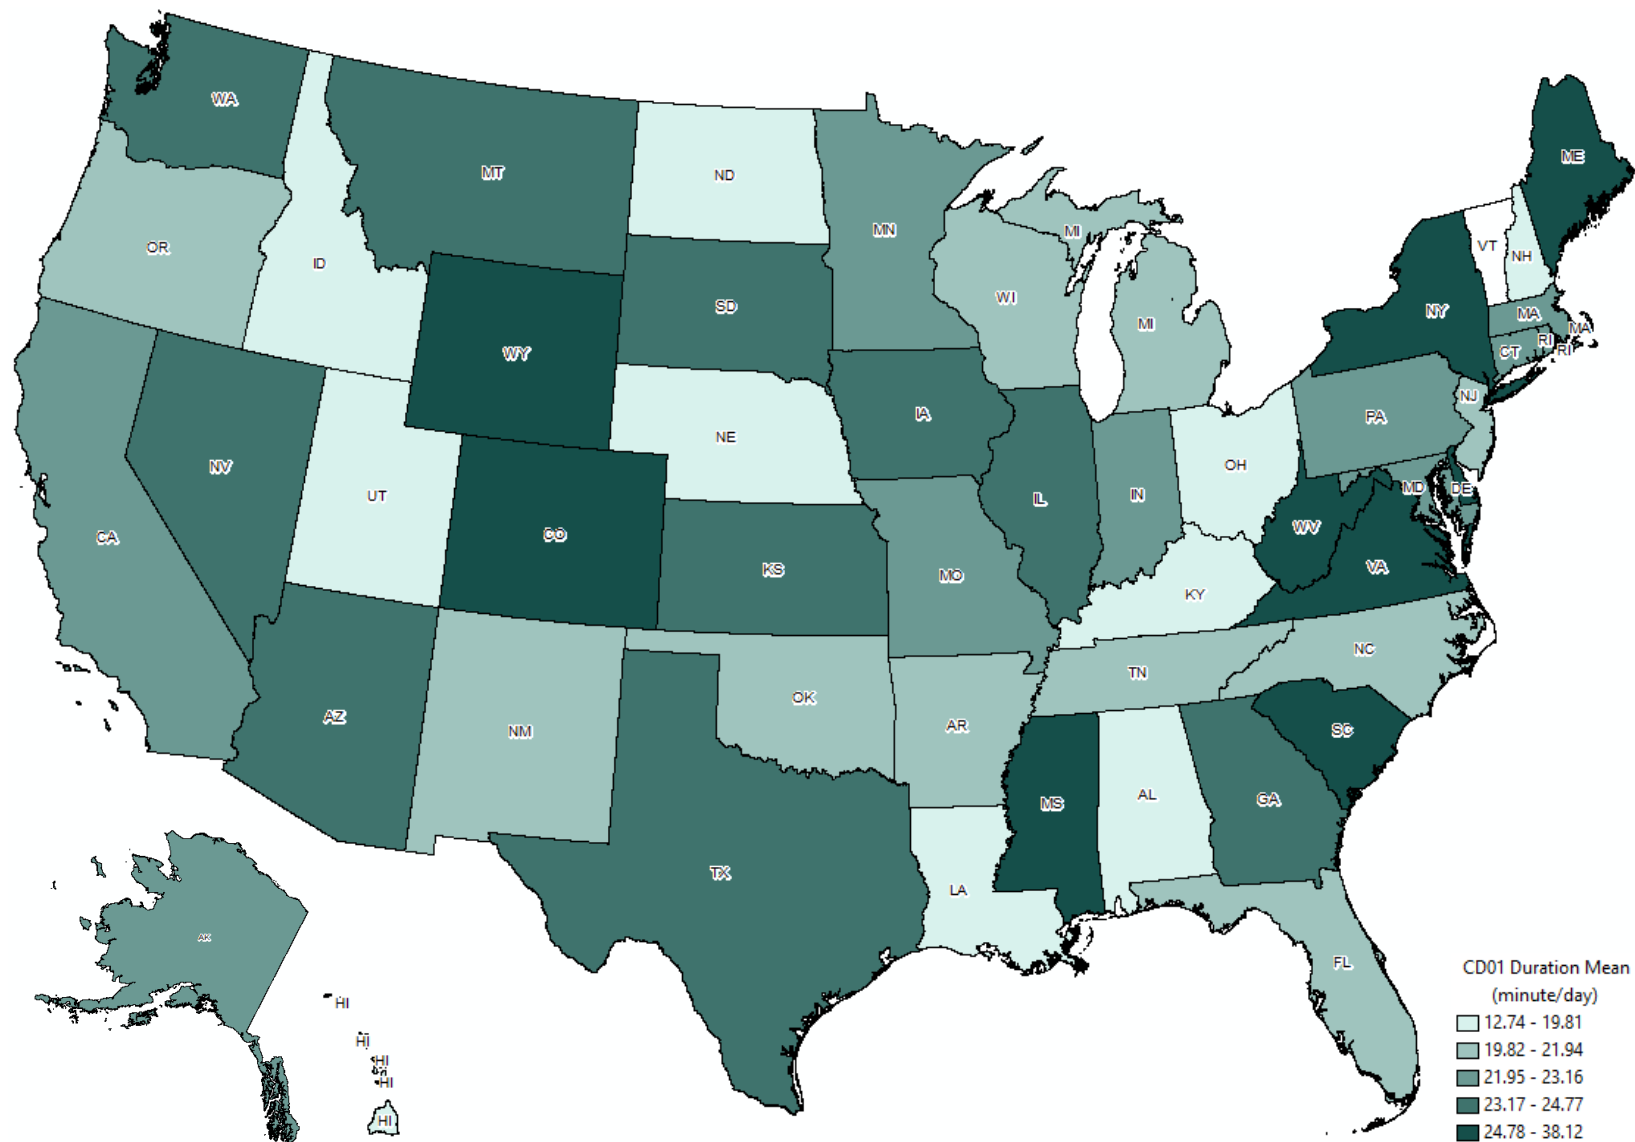 WA
MT
ND
MN
OR
ID
SD
WI
MI
MI
ME
VT
NH
NY
MA
MA
RI
RI
CT
WY
IA
NE
PA
NJ
NV
UT
CO
KS
MO
IL
IN
OH
MD
DE
WV
VA
KY
CA
AZ
NM
OK
AR
TN
NC
SC
MS
AL
GA
TX
LA
FL
AK
HI
HI
HI
HI
HI
CD01 Duration Mean
(minute/day)
12.74 - 19.81
19.82 - 21.94
21.95 - 23.16
23.17 - 24.77
24.78 - 38.12